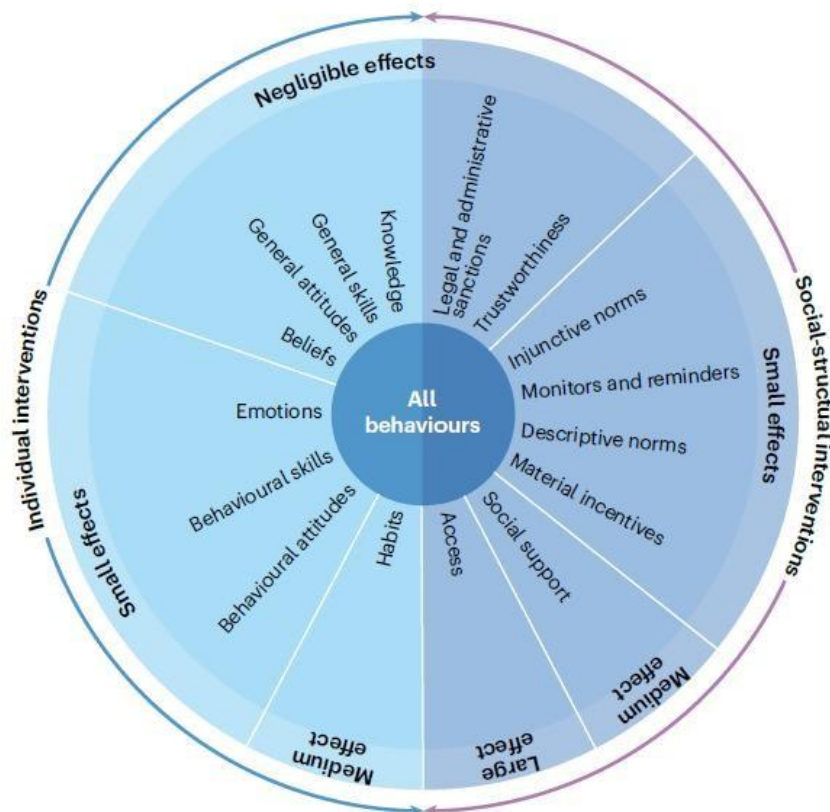 Negligible effects
Individual interventions
Small effects
Medium
effect
Knowledge
General skills
General attitudes
Beliefs
Emotions
Behavioural skills
Behavioural attitudes
Habits
All
behaviours
Legal and administrative
sanctions
Trustworthiness
Injunctive norms
Monitors and reminders
Descriptive norms
Material incentives
Social support
Access
Small effects
Social-structual interventions
Medium
effect
Large
effect